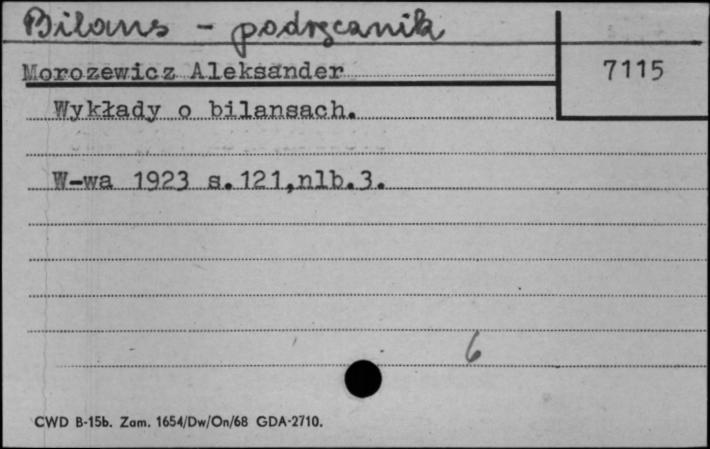 Bilans - podręcznik
Morozewicz Aleksander
7115
Wykłady o bilansach.
W-wa 1923 s.121,nlb.3.
6
CWD B-15b. Zam. 1654/Dw/On/68 GDA-2710.